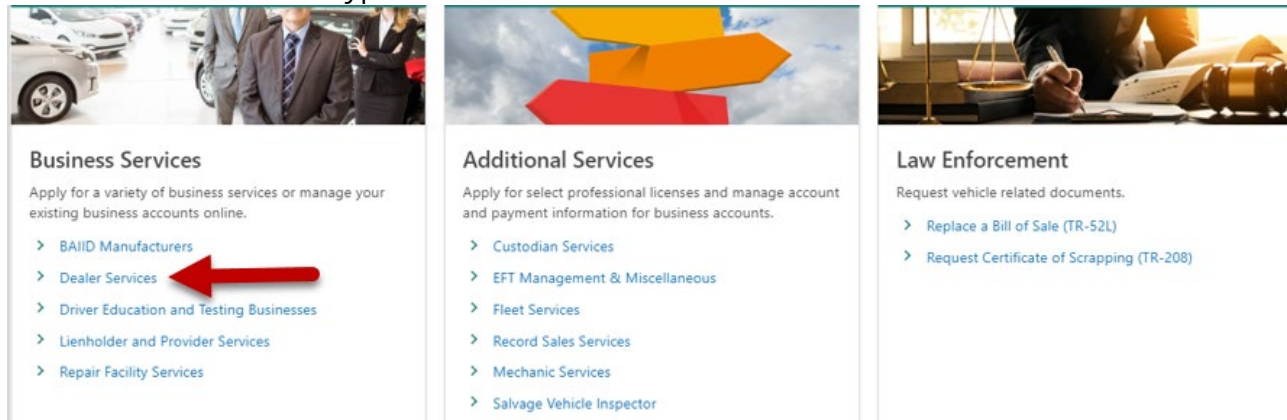 Business Services
Apply for a variety of business services or manage your
existing business accounts online.
BAIID Manufacturers
Dealer Services
Driver Education and Testing Businesses
Lienholder and Provider Services
Repair Facility Services
Additional Services
Apply for select professional licenses and manage account
and payment information for business accounts.
Custodian Services
EFT Management & Miscellaneous
Fleet Services
Record Sales Services
Mechanic Services
Salvage Vehicle Inspector
Law Enforcement
Request vehicle related documents.
Replace a Bill of Sale (TR-52L)
Request Certificate of Scrapping (TR-208)